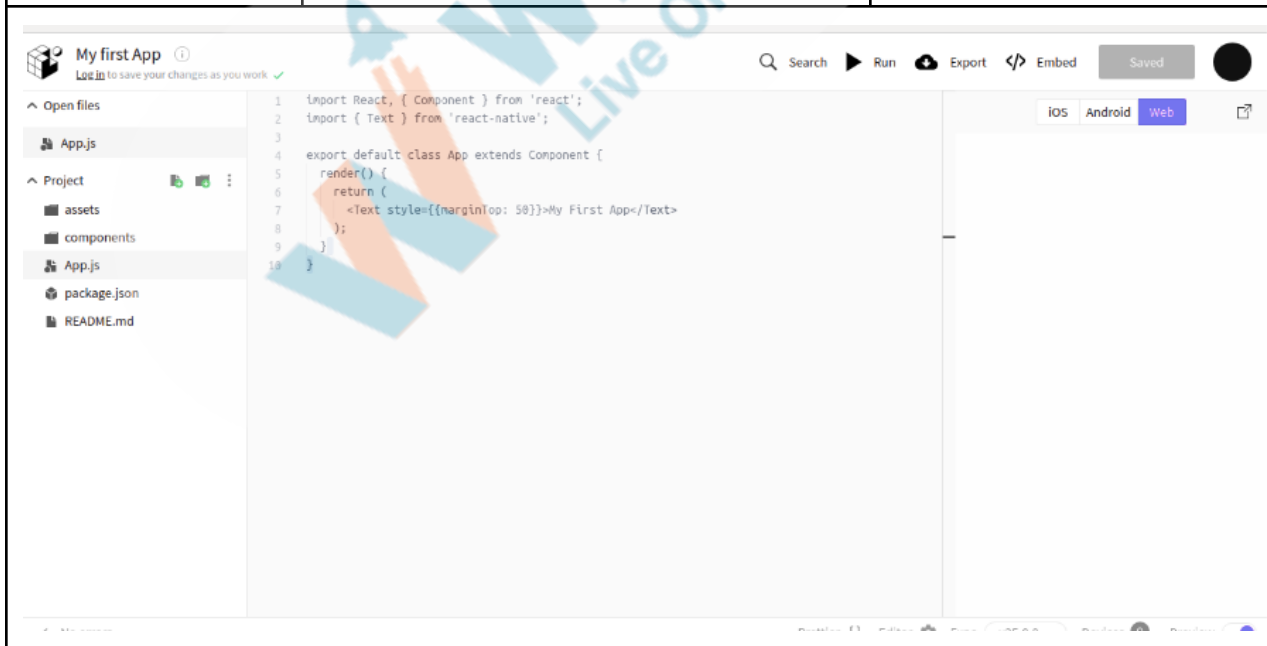 My first App
Log in to save your changes as you work
Search
Run
Export
</> Embed
Saved
Open files
App.js
Project
assets
components
App.js
package.json
README.md
1 import React, { Component } from 'react';
2 import { Text } from 'react-native';
3
4 export default class App extends Component {
5 render() {
6 return (
7 <Text style={{marginTop: 50}}>My First App</Text>
8 );
9 }
10 }
iOS
Android
Web
Live